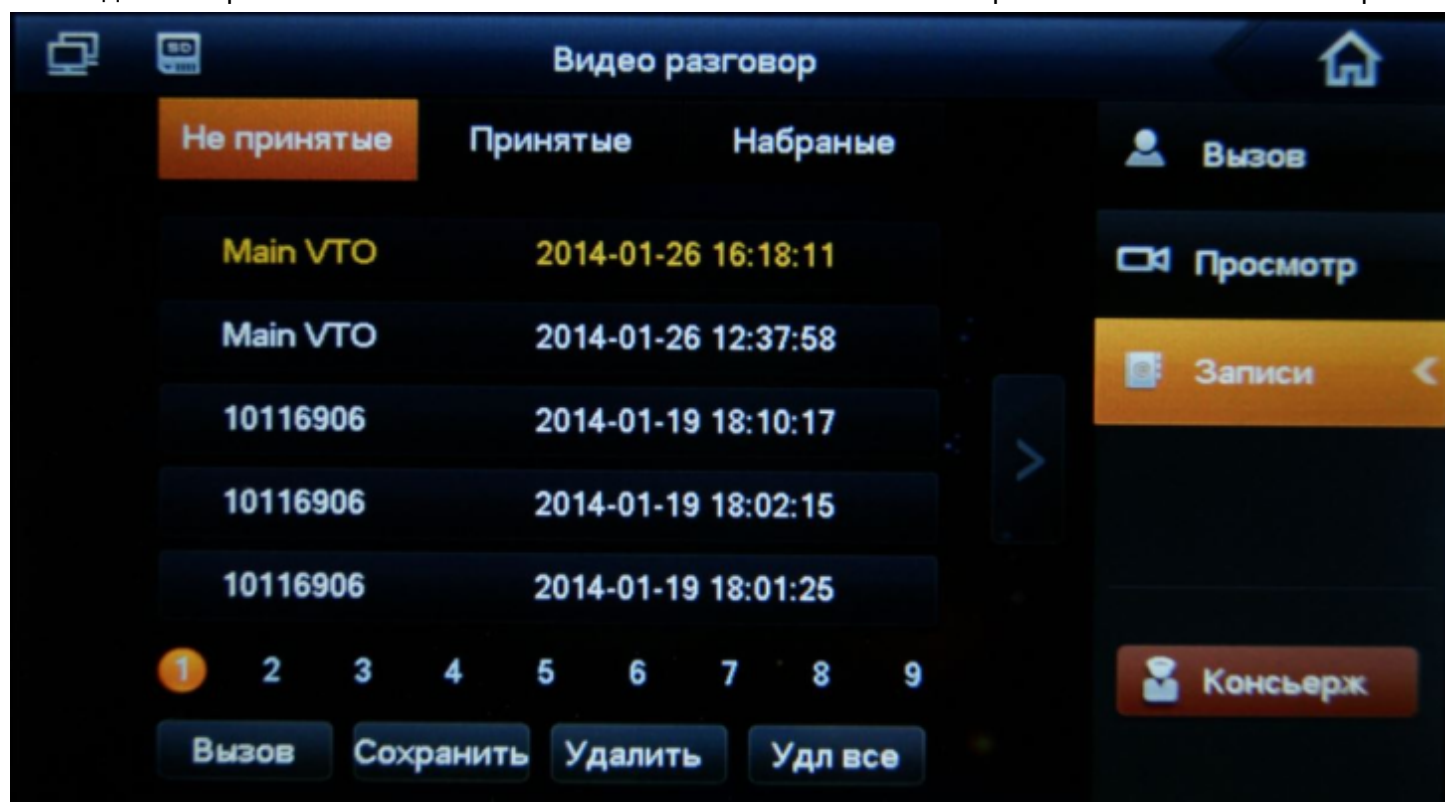 SD
Видео разговор
Не принятые Принятые Набраные
Main VTO 2014-01-26 16:18:11
Main VTO 2014-01-26 12:37:58
10116906 2014-01-19 18:10:17
10116906 2014-01-19 18:02:15
10116906 2014-01-19 18:01:25
1 2 3 4 5 6 7 8 9
Вызов Сохранить Удалить Удл все
Вызов
Просмотр
Записи
Консьерж